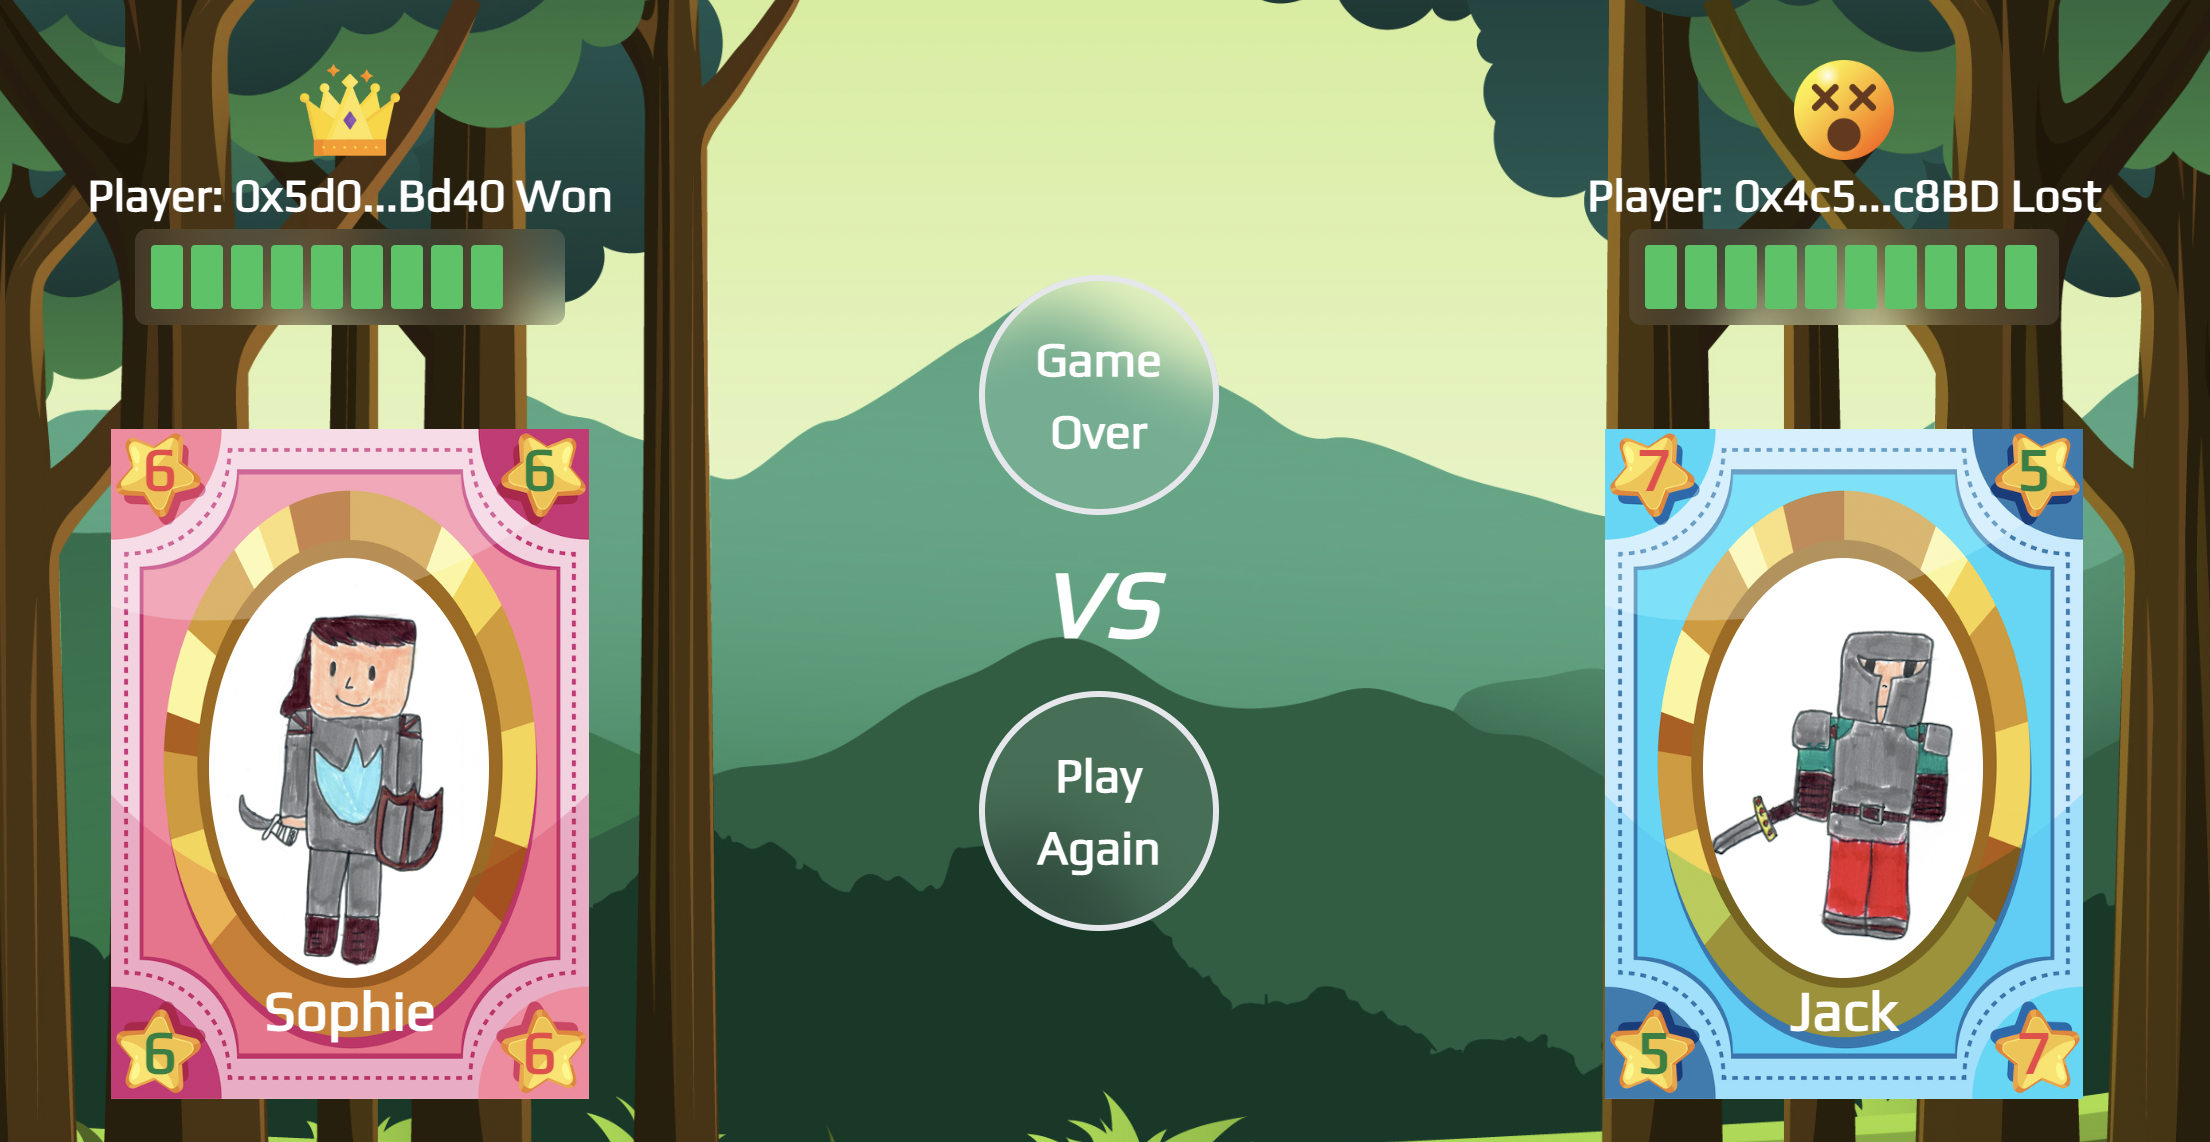 Player: 0x5d0...Bd40 Won
Player: 0x4c5...c8BD Lost
Game
Over
VS
Play
Again
6
6
Sophie
6
6
7
5
Jack
5
7